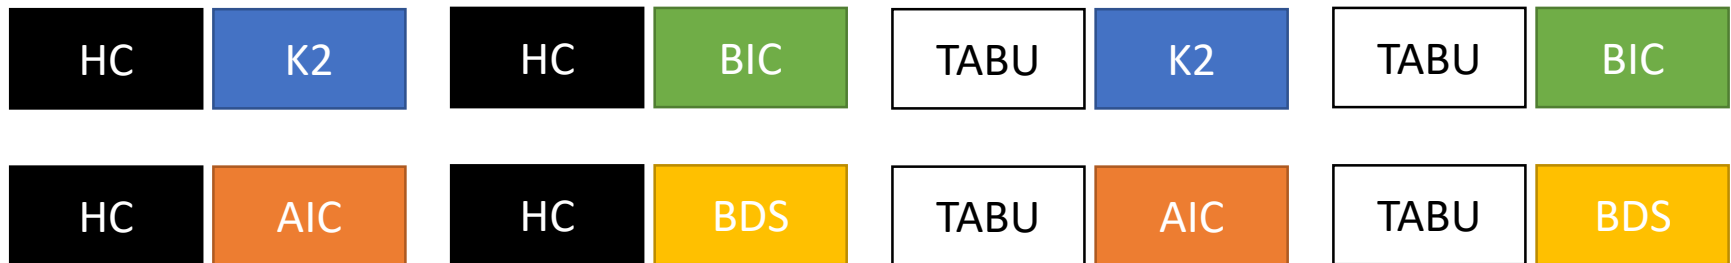 HC K2 HC BIC TABU K2 TABU BIC
HC AIC HC BDS TABU AIC TABU BDS